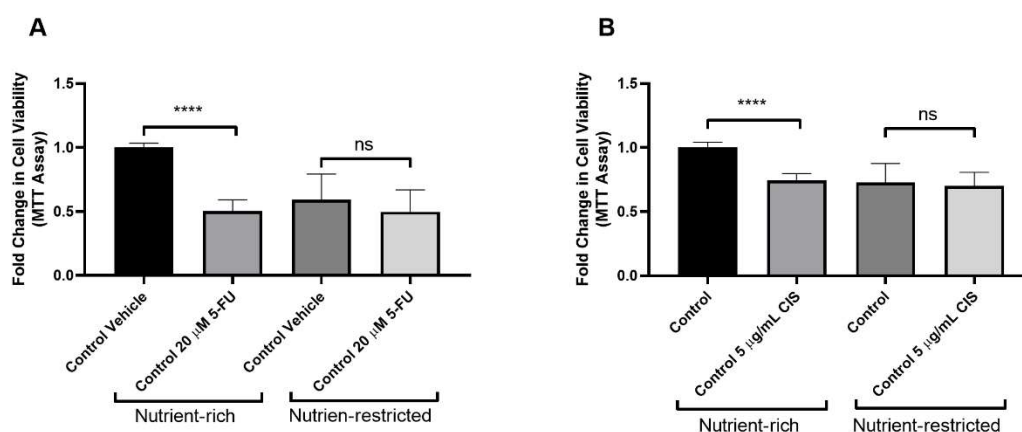 A
Fold Change in Cell Viability
(MTT Assay)
1.5
1.0
0.5
0.0
****
ns
Control Vehicle
Control 20 μM 5-FU
Control Vehicle
Control 20 μM 5-FU
Nutrient-rich
Nutrien-restricted
B
Fold Change in Cell Viability
(MTT Assay)
1.5
1.0
0.5
0.0
****
ns
Control
Control 5 μg/mL CIS
Control
Control 5 μg/mL CIS
Nutrient-rich
Nutrient-restricted